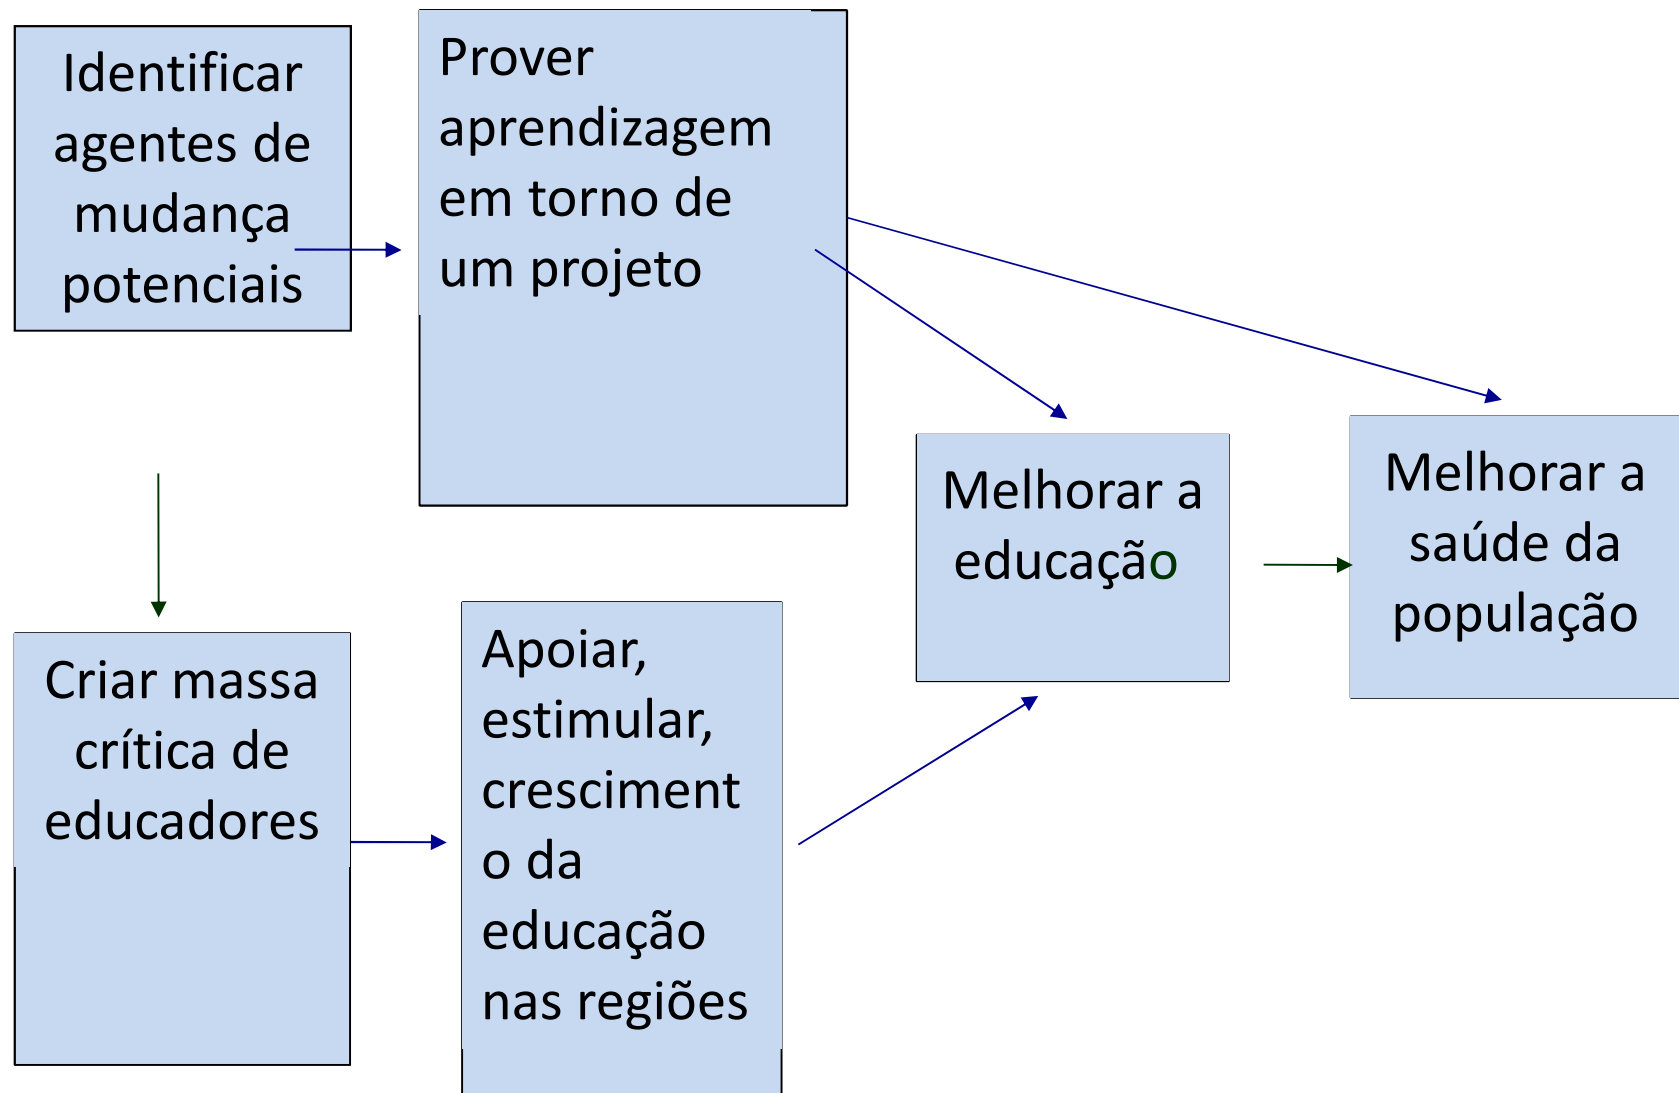 Identificar
agentes de
mudança
potenciais
Prover
aprendizagem
em torno de
um projeto
Melhorar a
educação
Melhorar a
saúde da
população
Criar massa
crítica de
educadores
Apoiar,
estimular,
cresciment
o da
educação
nas regiões